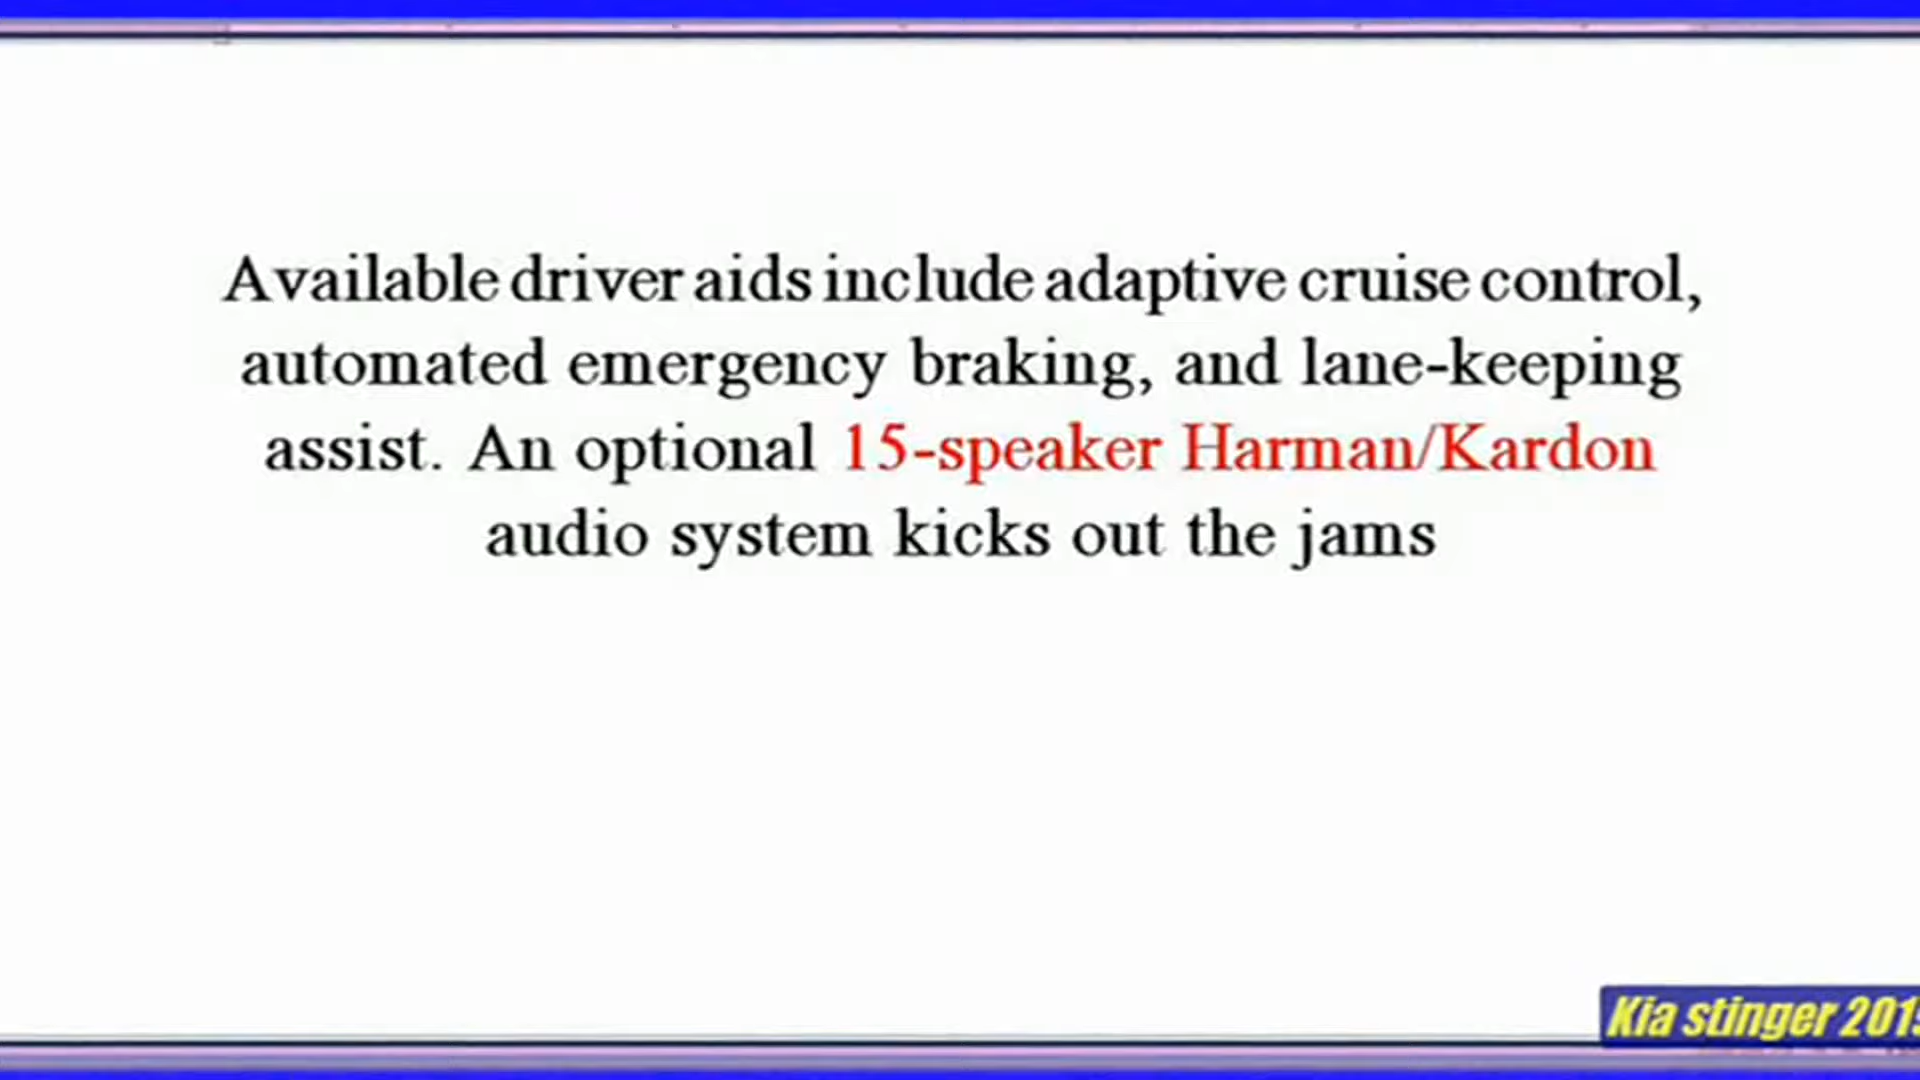 Available driver aids include adaptive cruise control,
automated emergency braking, and lane-keeping
assist. An optional 15-speaker Harman/Kardon
audio system kicks out the jams
Kia stinger